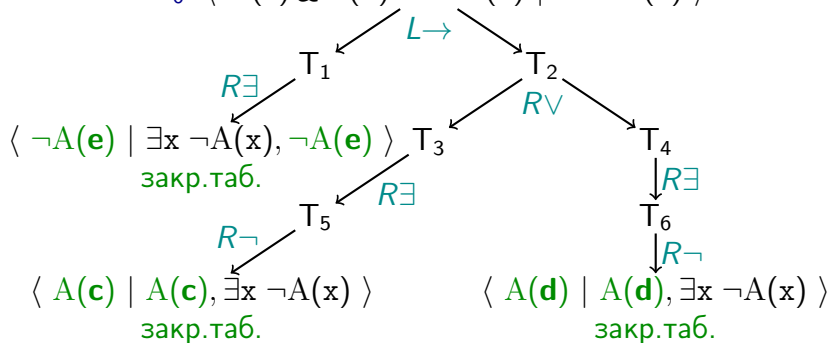 L→
T₁ T₂
R∃ R∨
⟨ ¬A(e) | ∃x ¬A(x), ¬A(e) ⟩ T₃ T₄
закр.таб. R∃ R∃
T₅ T₆
R¬ R¬
⟨ A(c) | A(c), ∃x ¬A(x) ⟩ ⟨ A(d) | A(d), ∃x ¬A(x) ⟩
закр.таб. закр.таб.